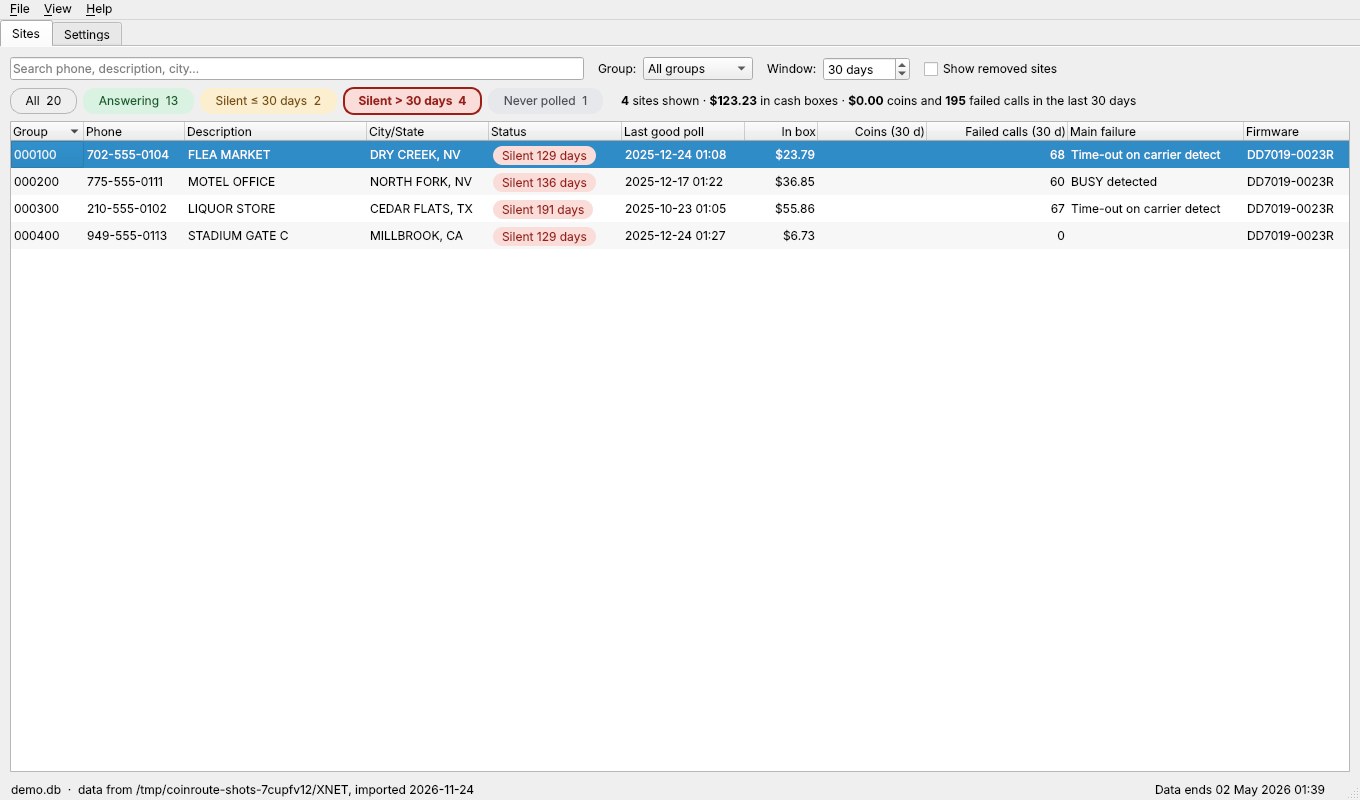 File View Help
Sites Settings
Search phone, description, city... Group: All groups Window: 30 days Show removed sites
All 20 Answering 13 Silent ≤ 30 days 2 Silent > 30 days 4 Never polled 1 4 sites shown · $123.23 in cash boxes · $0.00 coins and 195 failed calls in the last 30 days
Group Phone Description City/State Status Last good poll In box Coins (30 d) Failed calls (30 d) Main failure Firmware
000100 702-555-0104 FLEA MARKET DRY CREEK, NV Silent 129 days 2025-12-24 01:08 $23.79 68 Time-out on carrier detect DD7019-0023R
000200 775-555-0111 MOTEL OFFICE NORTH FORK, NV Silent 136 days 2025-12-17 01:22 $36.85 60 BUSY detected DD7019-0023R
000300 210-555-0102 LIQUOR STORE CEDAR FLATS, TX Silent 191 days 2025-10-23 01:05 $55.86 67 Time-out on carrier detect DD7019-0023R
000400 949-555-0113 STADIUM GATE C MILLBROOK, CA Silent 129 days 2025-12-24 01:27 $6.73 0 DD7019-0023R
demo.db · data from /tmp/coinroute-shots-7cupfv12/XNET, imported 2026-11-24 Data ends 02 May 2026 01:39